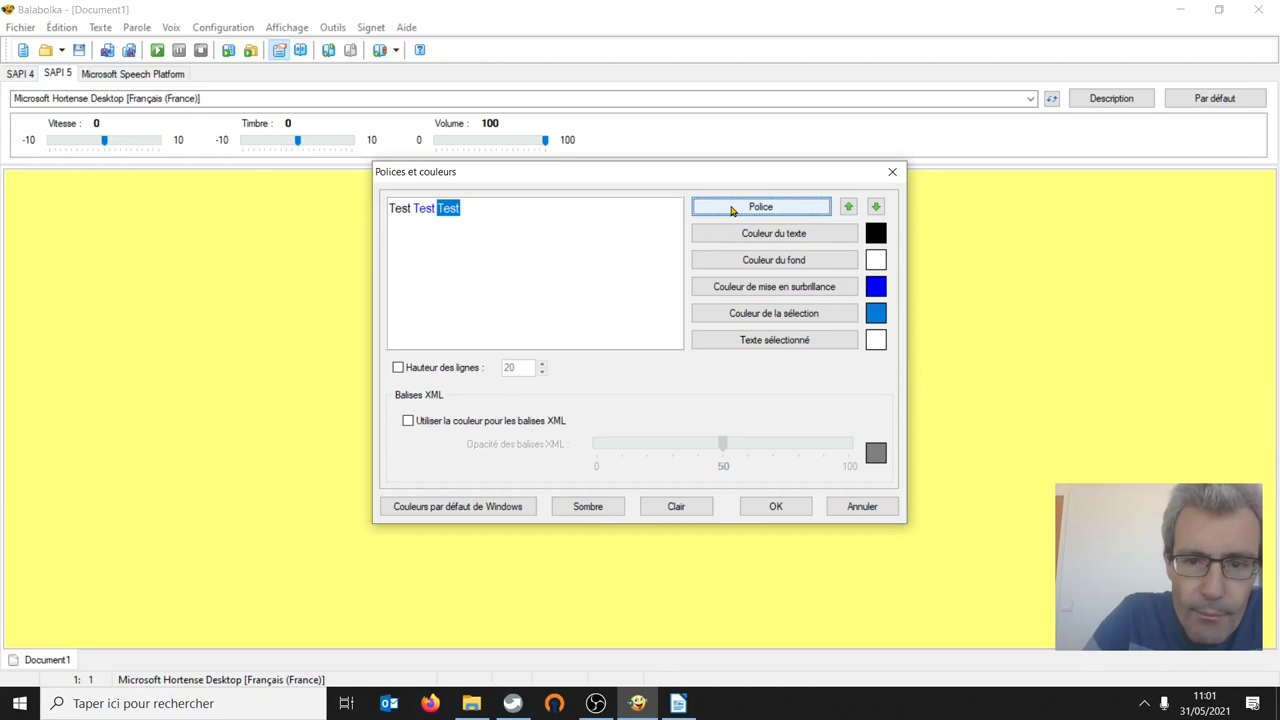 Balabolka - [Document1]
Fichier Édition Texte Parole Voix Configuration Affichage Outils Signet Aide
SAPI 4 SAPI 5 Microsoft Speech Platform
Microsoft Hortense Desktop [Français (France)] Description Par défaut
Vitesse : 0 Timbre : 0 Volume : 100
-10 10 -10 10 0 100
Polices et couleurs
Test Test Test Police
Couleur du texte
Couleur du fond
Couleur de mise en surbrillance
Couleur de la sélection
Texte sélectionné
Hauteur des lignes : 20
Balises XML
Utiliser la couleur pour les balises XML
Opacité des balises XML :
0 50 100
Couleurs par défaut de Windows Sombre Clair OK Annuler
Document1
1: 1 Microsoft Hortense Desktop [Français (France)]
Taper ici pour rechercher
11:01
31/05/2021